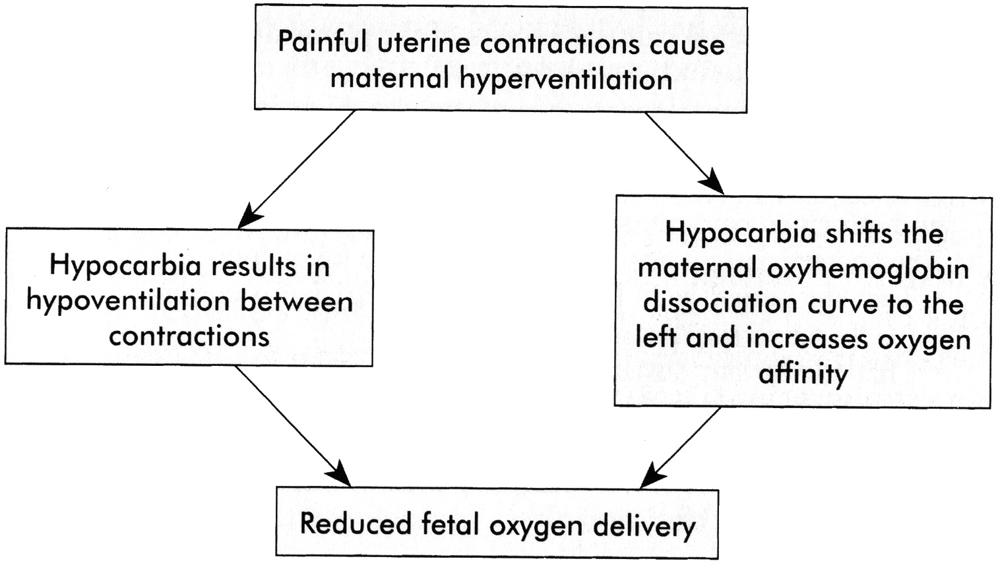 Painful uterine contractions cause
maternal hyperventilation
Hypocarbia results in
hypoventilation between
contractions
Hypocarbia shifts the
maternal oxyhemoglobin
dissociation curve to the
left and increases oxygen
affinity
Reduced fetal oxygen delivery